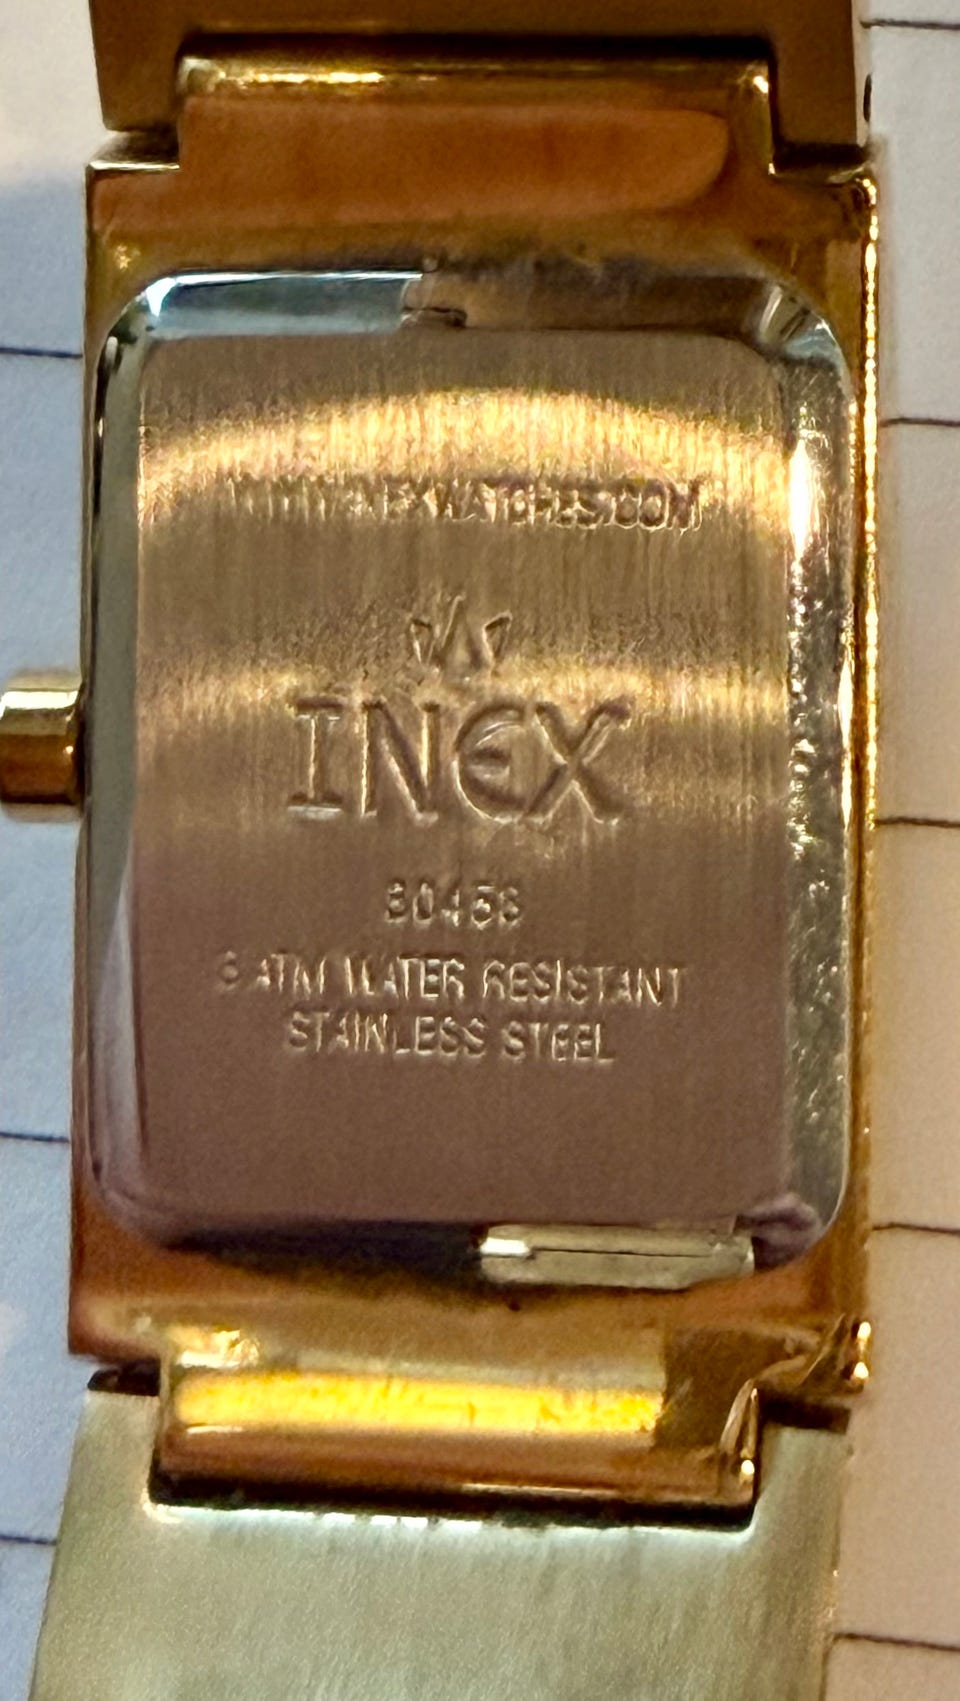 WWW.INEXWATCHES.COM
INEX
ATM WATER RESISTANT
STAINLESS STEEL